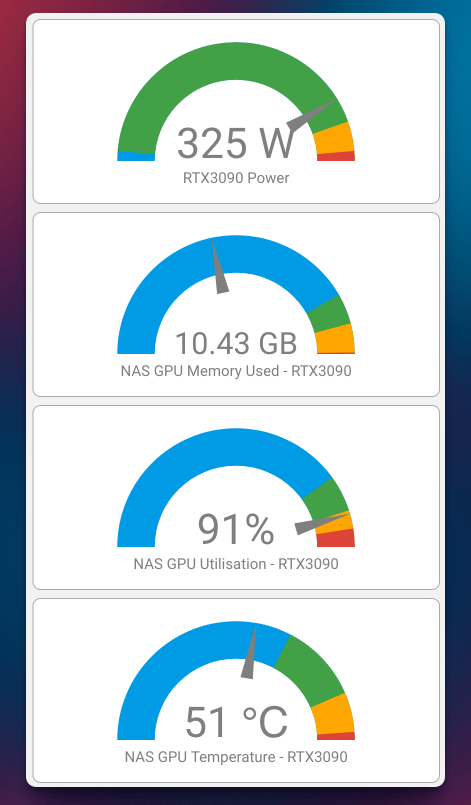 325 W
RTX3090 Power
10.43 GB
NAS GPU Memory Used - RTX3090
91%
NAS GPU Utilisation - RTX3090
51 °C
NAS GPU Temperature - RTX3090